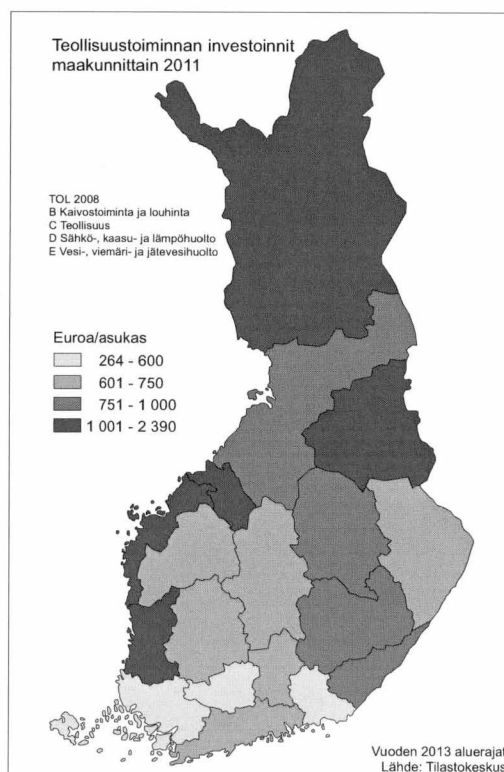 Teollisuustoiminnan investoinnit
maakunnittain 2011
TOL 2008
B Kaivostoiminta ja louhinta
C Teollisuus
D Sähkö-, kaasu- ja lämpöhuolto
E Vesi-, viemäri- ja jätevesihuolto
Euroa/asukas
264 - 600
601 - 750
751 - 1 000
1 001 - 2 390
Vuoden 2013 aluerajat
Lähde: Tilastokeskus